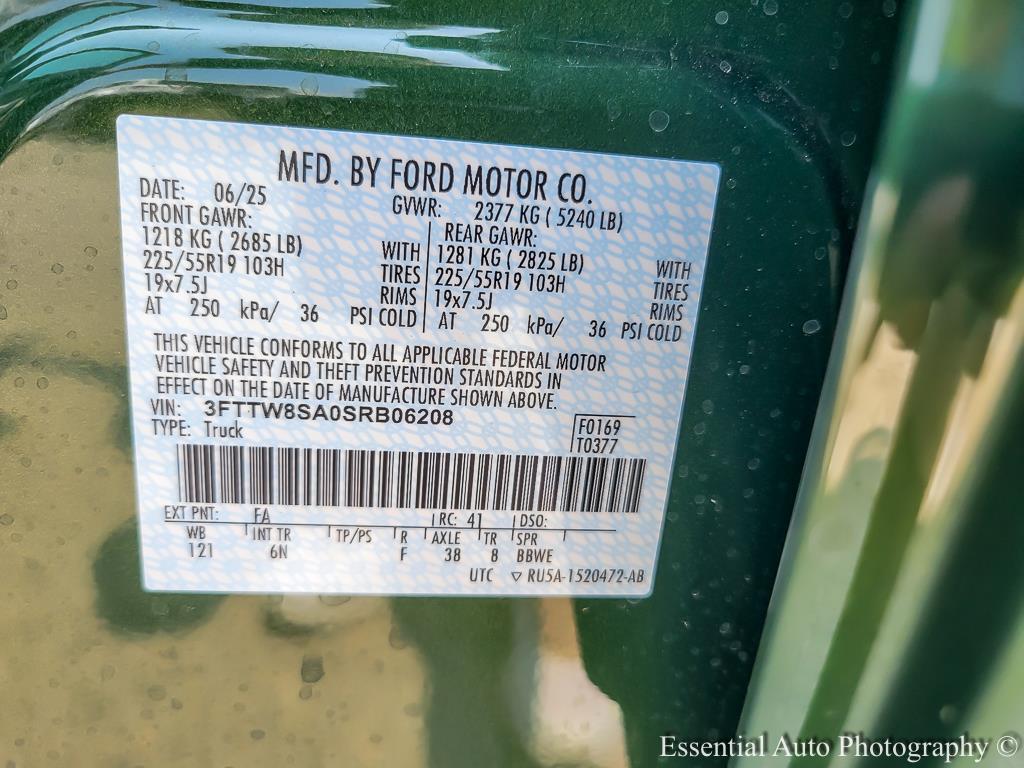 MFD. BY FORD MOTOR CO.
DATE: 06/25 GVWR: 2377 KG ( 5240 LB)
FRONT GAWR: REAR GAWR:
1218 KG ( 2685 LB) WITH 1281 KG ( 2825 LB) WITH
225/55R19 103H TIRES 225/55R19 103H TIRES
19x7.5J RIMS 19x7.5J RIMS
AT 250 kPa/ 36 PSI COLD AT 250 kPa/ 36 PSI COLD
THIS VEHICLE CONFORMS TO ALL APPLICABLE FEDERAL MOTOR
VEHICLE SAFETY AND THEFT PREVENTION STANDARDS IN
EFFECT ON THE DATE OF MANUFACTURE SHOWN ABOVE.
VIN: 3FTTW8SA0SRB06208
TYPE: Truck F0169
T0377
EXT PNT: FA RC: 41 DSO:
WB INT TR TP/PS R AXLE TR SPR
121 6N F 38 8 BBWE
UTC ▽ RU5A-1520472-AB
Essential Auto Photography ©